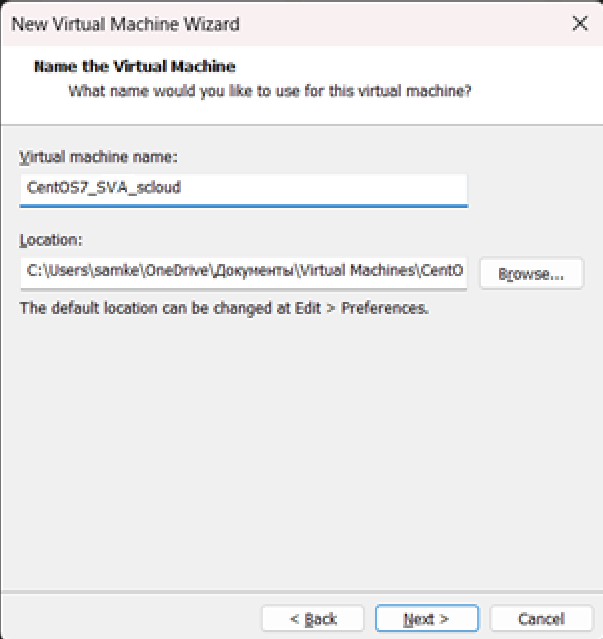 New Virtual Machine Wizard
Name the Virtual Machine
What name would you like to use for this virtual machine?
Virtual machine name:
CentOS7_SVA_scloud
Location:
C:\Users\samke\OneDrive\Документы\Virtual Machines\CentO
Browse...
The default location can be changed at Edit > Preferences.
< Back
Next >
Cancel